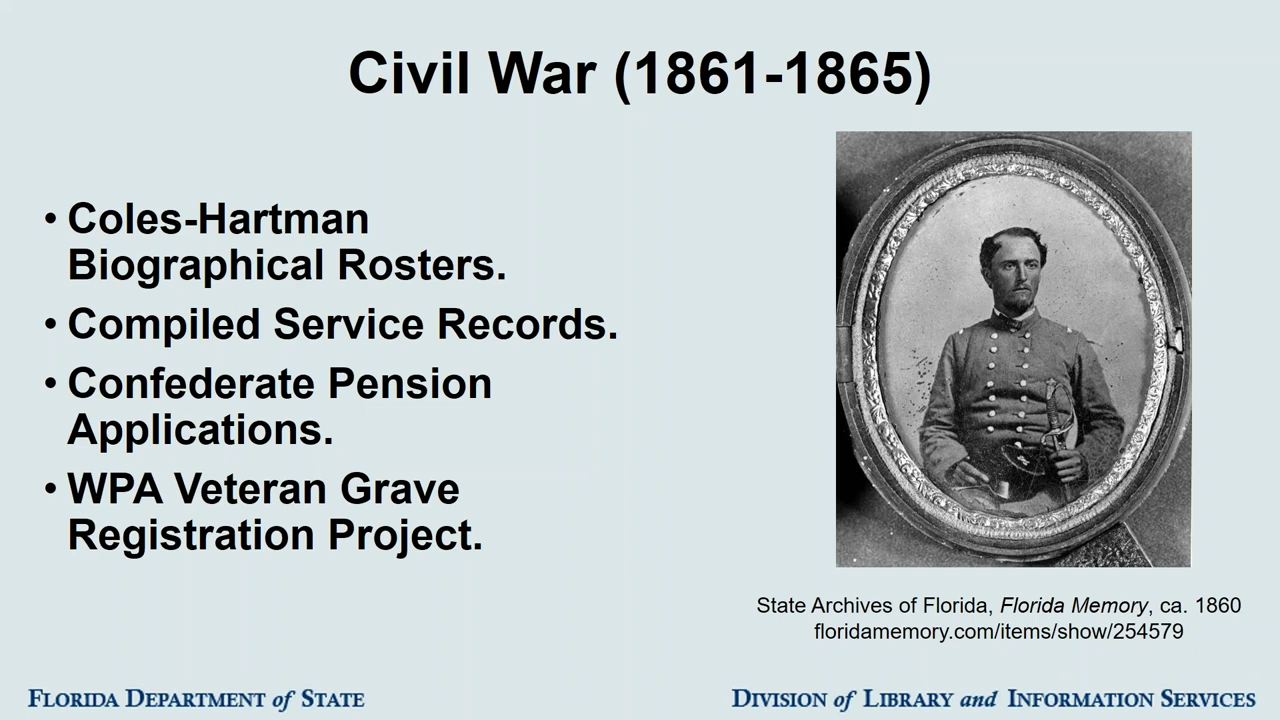 Civil War (1861-1865)
• Coles-Hartman
Biographical Rosters.
• Compiled Service Records.
• Confederate Pension
Applications.
• WPA Veteran Grave
Registration Project.
State Archives of Florida, Florida Memory, ca. 1860
floridamemory.com/items/show/254579
FLORIDA DEPARTMENT of STATE
DIVISION of LIBRARY and INFORMATION SERVICES